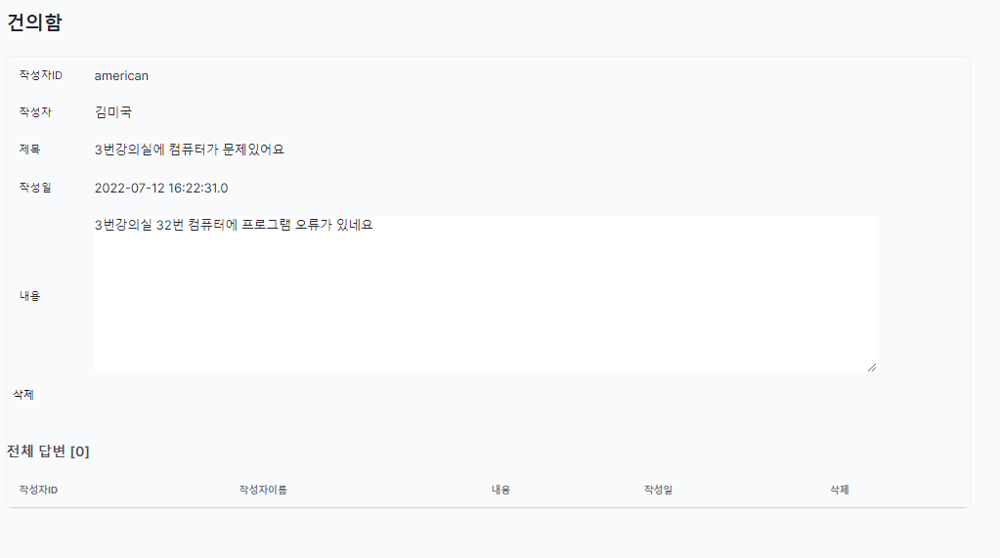 건의함
작성자ID american
작성자 김미국
제목 3번강의실에 컴퓨터가 문제있어요
작성일 2022-07-12 16:22:31.0
3번강의실 32번 컴퓨터에 프로그램 오류가 있네요
내용
삭제
전체 답변 [0]
작성자ID 작성자이름 내용 작성일 삭제